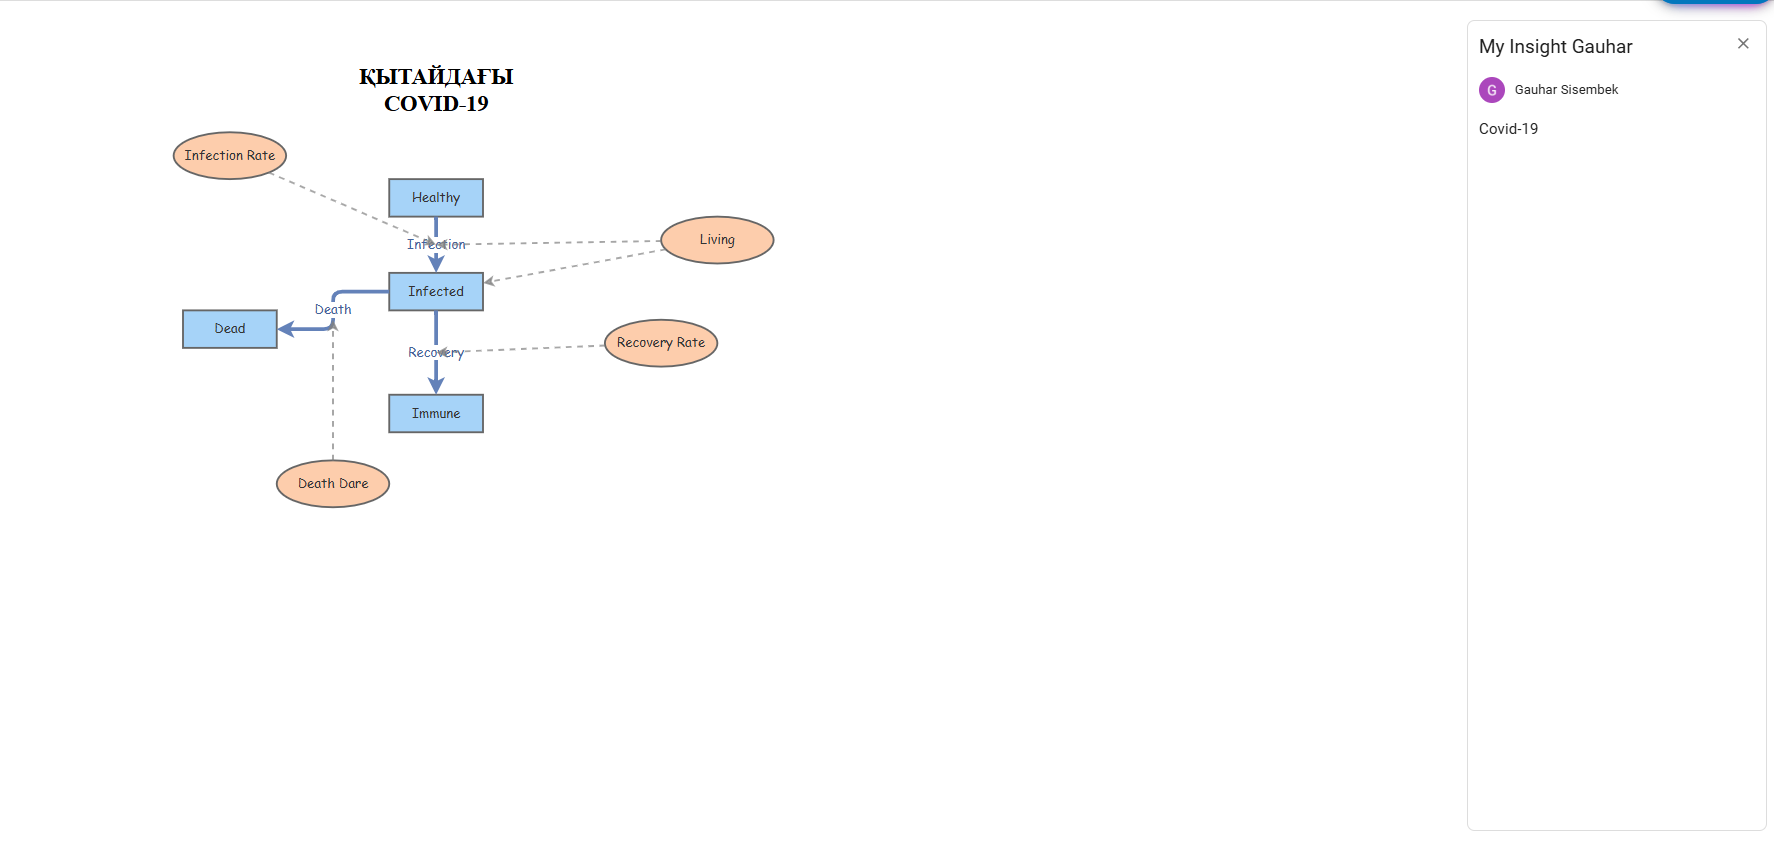 ҚЫТАЙДАҒЫ
COVID-19
Infection Rate
Healthy
Infection
Living
Infected
Death
Dead
Recovery Rate
Recovery
Immune
Death Dare
My Insight Gauhar
G
Gauhar Sisembek
Covid-19